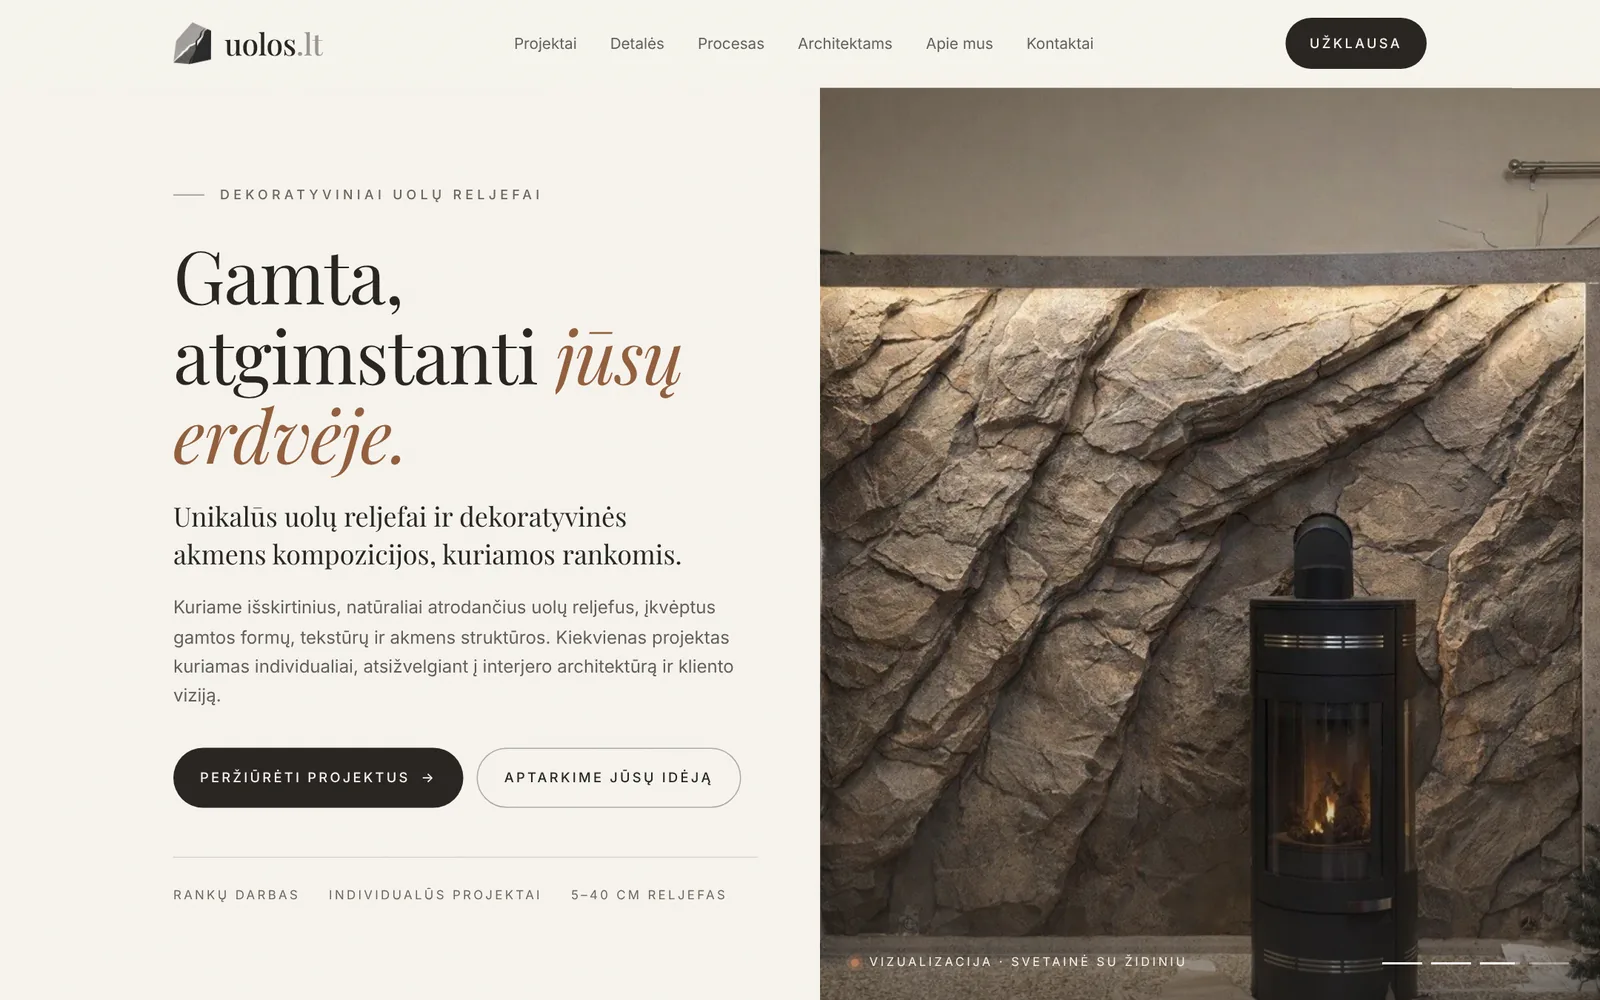 uolos.lt
Projektai
Detalės
Procesas
Architektams
Apie mus
Kontaktai
UŽKLAUSA
DEKORATYVINIAI UOLŲ RELJEFAI
Gamta,
atgimstanti jūsų
erdvėje.
Unikalūs uolų reljefai ir dekoratyvinės
akmens kompozicijos, kuriamos rankomis.
Kuriame išskirtinius, natūraliai atrodančius uolų reljefus, įkvėptus
gamtos formų, tekstūrų ir akmens struktūros. Kiekvienas projektas
kuriamas individualiai, atsižvelgiant į interjero architektūrą ir kliento
viziją.
PERŽIŪRĖTI PROJEKTUS →
APTARKIME JŪSŲ IDĖJĄ
RANKŲ DARBAS
INDIVIDUALŪS PROJEKTAI
5–40 CM RELJEFAS
VIZUALIZACIJA · SVETAINĖ SU ŽIDINIU